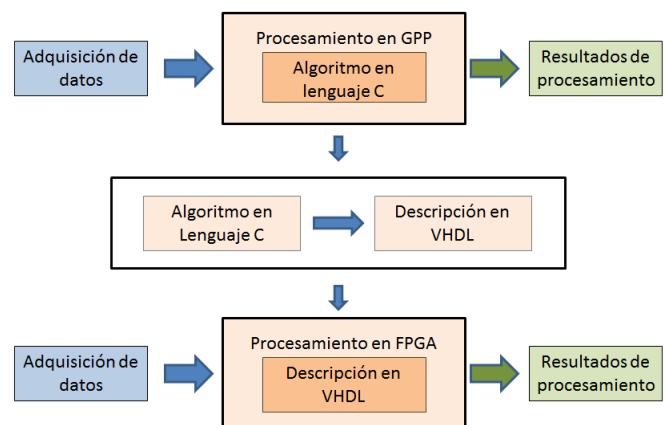 Adquisición de
datos
Procesamiento en GPP
Algoritmo en
lenguaje C
Resultados de
procesamiento
Algoritmo en
Lenguaje C
Descripción en
VHDL
Adquisición de
datos
Procesamiento en FPGA
Descripción en
VHDL
Resultados de
procesamiento